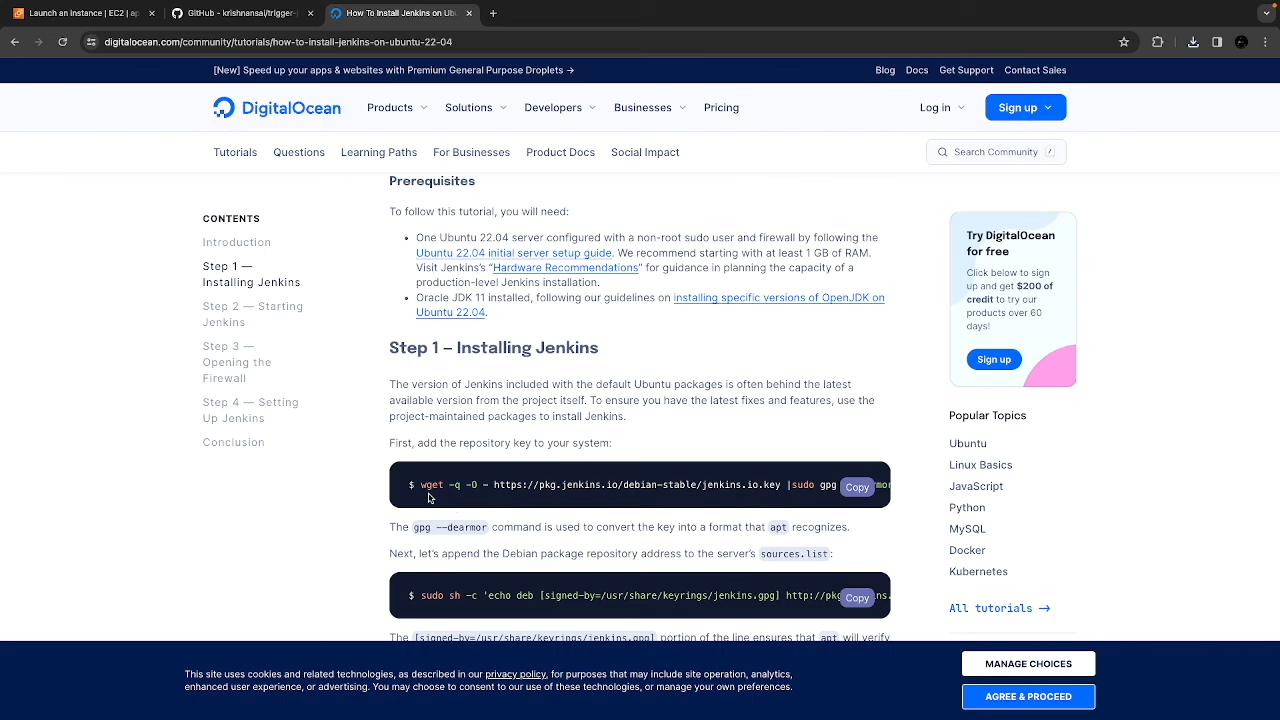 Launch an instance | EC2 | ap
GitHub - krishnansai/trigger-
How To Install Jenkins on Ubu
digitalocean.com/community/tutorials/how-to-install-jenkins-on-ubuntu-22-04
[New] Speed up your apps & websites with Premium General Purpose Droplets →
Blog Docs Get Support Contact Sales
DigitalOcean
Products Solutions Developers Businesses Pricing
Log in Sign up
Tutorials Questions Learning Paths For Businesses Product Docs Social Impact
Search Community /
CONTENTS
Introduction
Step 1 —
Installing Jenkins
Step 2 — Starting
Jenkins
Step 3 —
Opening the
Firewall
Step 4 — Setting
Up Jenkins
Conclusion
Prerequisites
To follow this tutorial, you will need:
• One Ubuntu 22.04 server configured with a non-root sudo user and firewall by following the
Ubuntu 22.04 initial server setup guide. We recommend starting with at least 1 GB of RAM.
Visit Jenkins's "Hardware Recommendations" for guidance in planning the capacity of a
production-level Jenkins installation.
• Oracle JDK 11 installed, following our guidelines on installing specific versions of OpenJDK on
Ubuntu 22.04.
Step 1 — Installing Jenkins
The version of Jenkins included with the default Ubuntu packages is often behind the latest
available version from the project itself. To ensure you have the latest fixes and features, use the
project-maintained packages to install Jenkins.
First, add the repository key to your system:
$ wget -q -O - https://pkg.jenkins.io/debian-stable/jenkins.io.key |sudo gpg
Copy
The gpg --dearmor command is used to convert the key into a format that apt recognizes.
Next, let's append the Debian package repository address to the server's sources.list:
$ sudo sh -c 'echo deb [signed-by=/usr/share/keyrings/jenkins.gpg] http://pkg
Copy
The [signed-by=/usr/share/keyrings/jenkins.gpg] portion of the line ensures that apt will verify
Try DigitalOcean
for free
Click below to sign
up and get $200 of
credit to try our
products over 60
days!
Sign up
Popular Topics
Ubuntu
Linux Basics
JavaScript
Python
MySQL
Docker
Kubernetes
All tutorials →
This site uses cookies and related technologies, as described in our privacy policy, for purposes that may include site operation, analytics,
enhanced user experience, or advertising. You may choose to consent to our use of these technologies, or manage your own preferences.
MANAGE CHOICES
AGREE & PROCEED